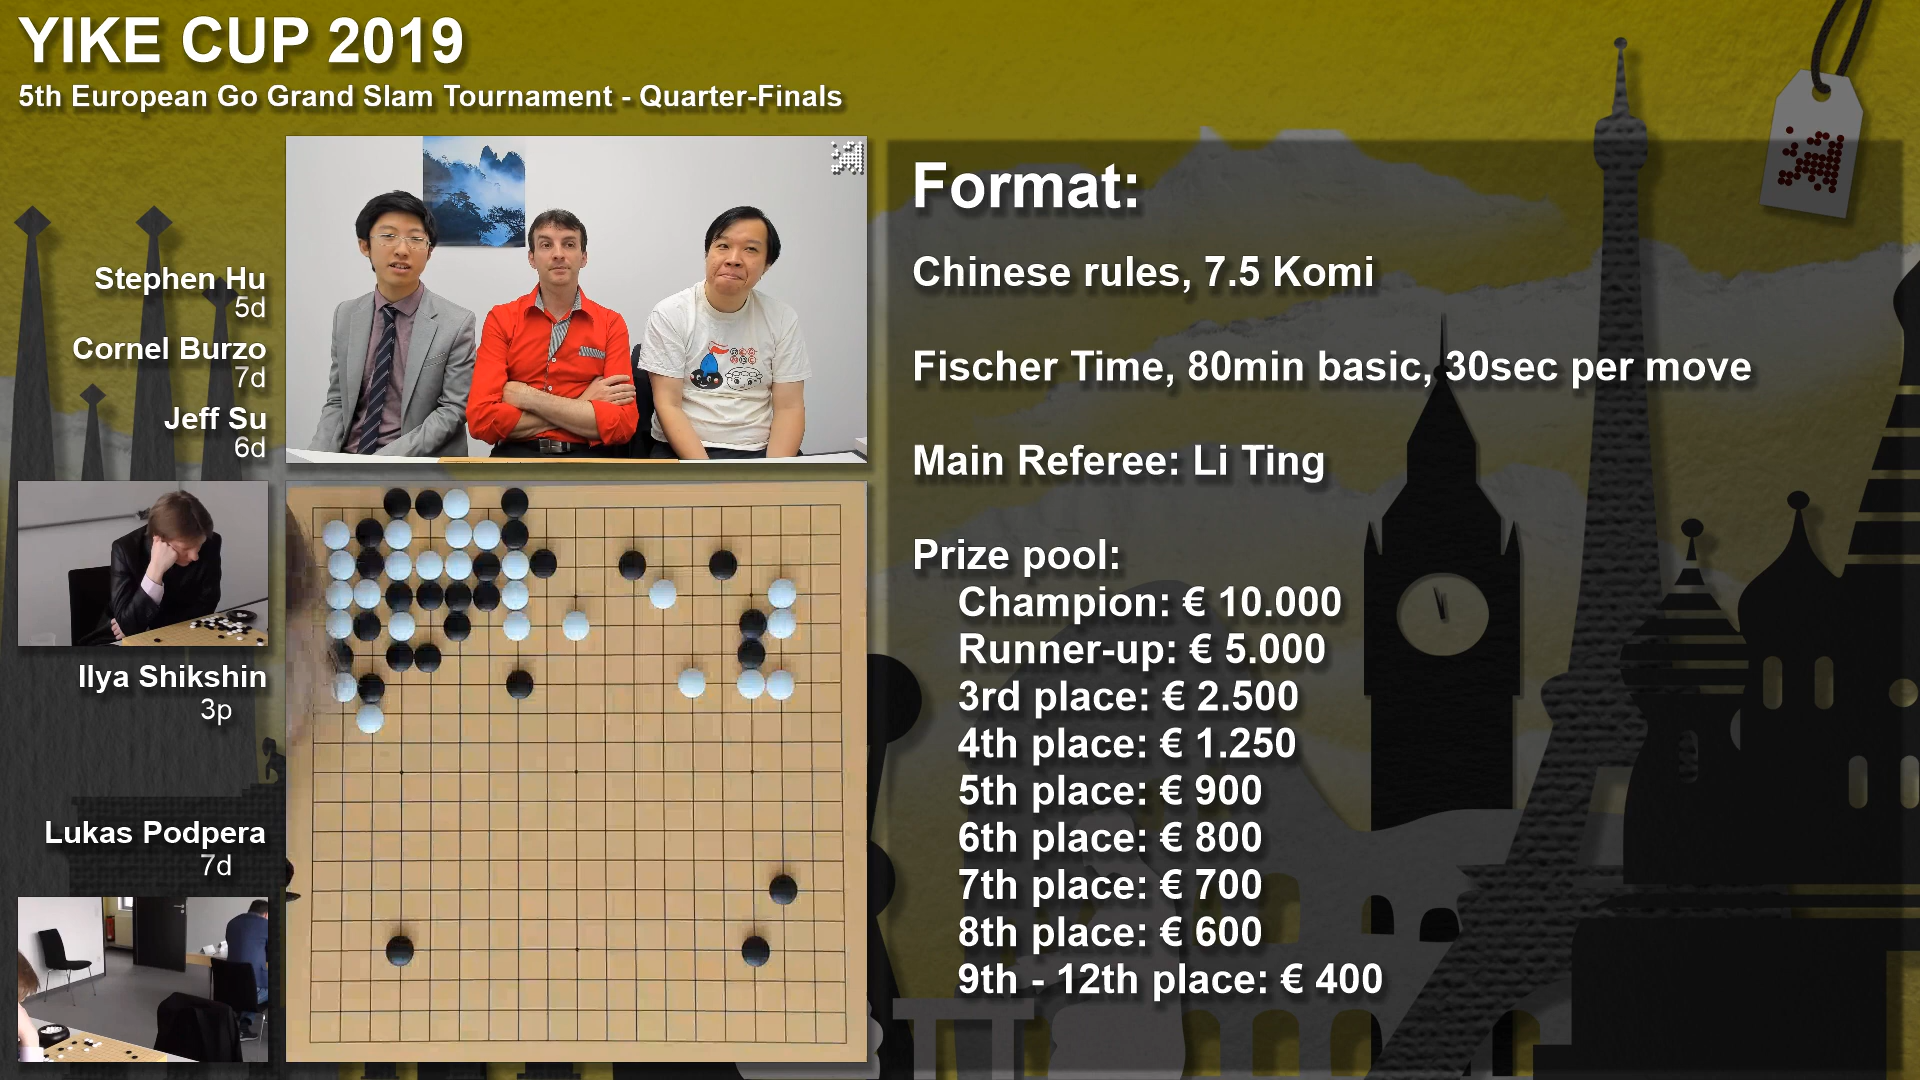 YIKE CUP 2019
5th European Go Grand Slam Tournament - Quarter-Finals
Stephen Hu
5d
Cornel Burzo
7d
Jeff Su
6d
Ilya Shikshin
3p
Lukas Podpera
7d
Format:
Chinese rules, 7.5 Komi
Fischer Time, 80min basic, 30sec per move
Main Referee: Li Ting
Prize pool:
Champion: € 10.000
Runner-up: € 5.000
3rd place: € 2.500
4th place: € 1.250
5th place: € 900
6th place: € 800
7th place: € 700
8th place: € 600
9th - 12th place: € 400